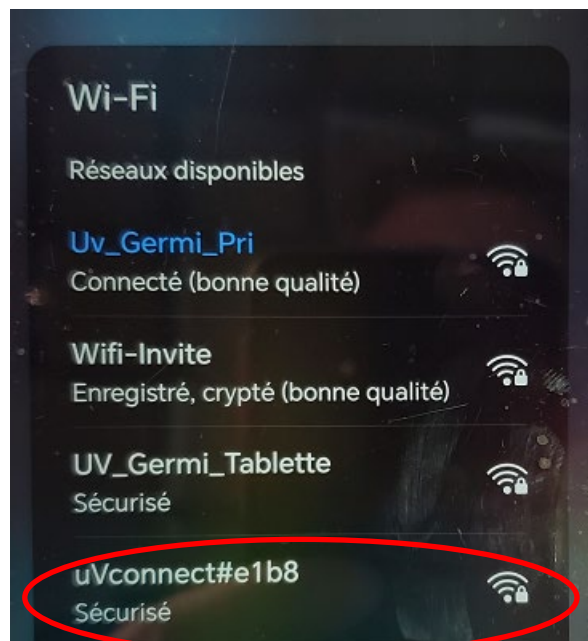 Wi-Fi
Réseaux disponibles
Uv_Germi_Pri
Connecté (bonne qualité)
Wifi-Invite
Enregistré, crypté (bonne qualité)
UV_Germi_Tablette
Sécurisé
uVconnect#e1b8
Sécurisé